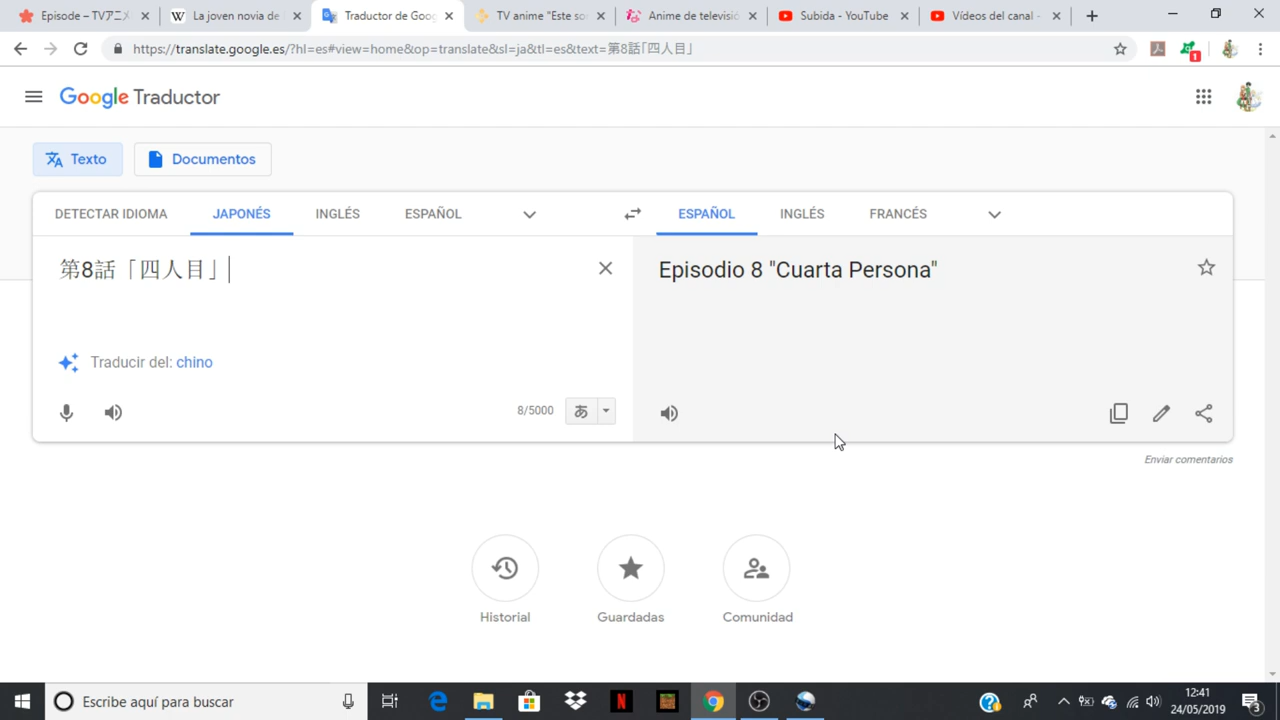 Episode – TVアニメ
La joven novia de
Traductor de Goo
TV anime "Este so
Anime de televisió
Subida - YouTube
Vídeos del canal -
https://translate.google.es/?hl=es#view=home&op=translate&sl=ja&tl=es&text=第8話「四人目」
1
Google Traductor
Texto
Documentos
DETECTAR IDIOMA
JAPONÉS
INGLÉS
ESPAÑOL
ESPAÑOL
INGLÉS
FRANCÉS
第8話「四人目」
Episodio 8 "Cuarta Persona"
Traducir del: chino
8/5000
あ
Enviar comentarios
Historial
Guardadas
Comunidad
Escribe aquí para buscar
12:41
24/05/2019
3